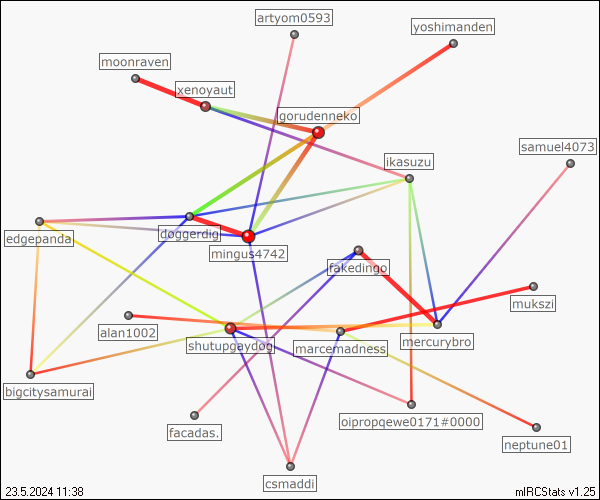 artyom0593
yoshimanden
moonraven
xenoyaut
gorudenneko
samuel4073
ikasuzu
edgepanda
doggerdig
mingus4742
fakedingo
mukszi
alan1002
shutupgaydog
marcemadness
mercurybro
bigcitysamurai
oipropqewe0171#0000
facadas.
neptune01
csmaddi
23.5.2024 11:38
mIRCStats v1.25